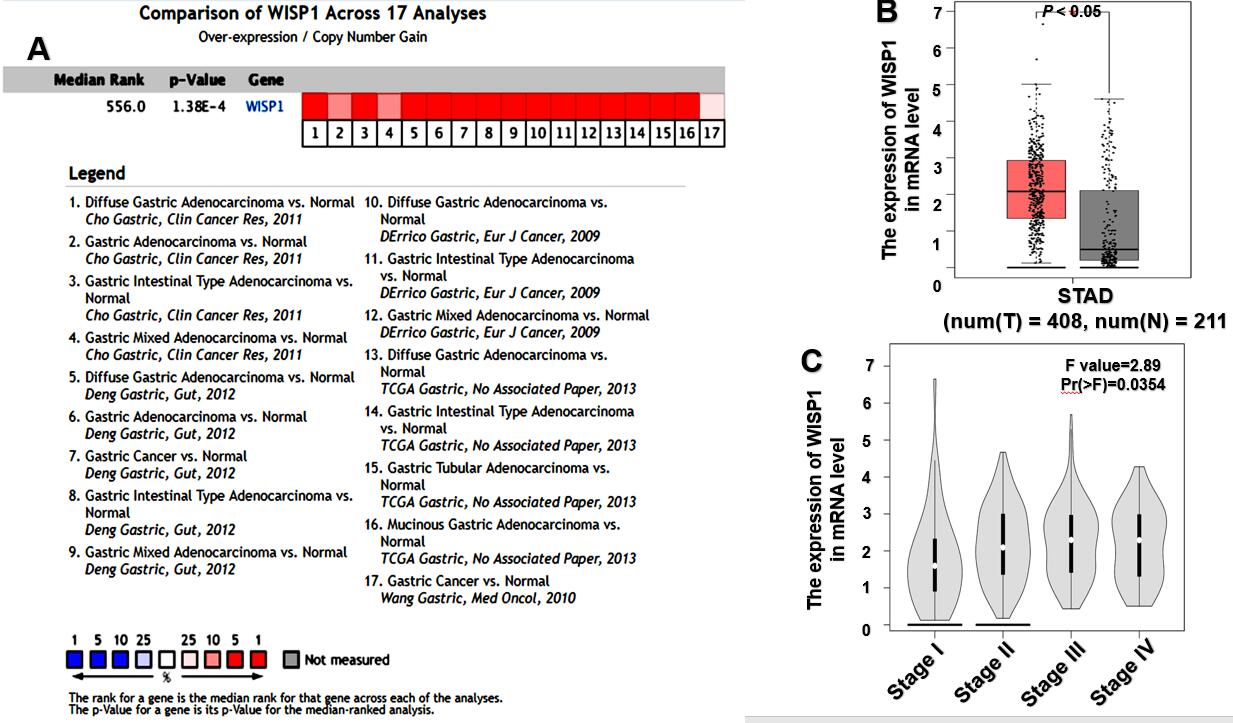 Comparison of WISP1 Across 17 Analyses
Over-expression / Copy Number Gain
A
Median Rank p-Value Gene
556.0 1.38E-4 WISP1
1 2 3 4 5 6 7 8 9 10 11 12 13 14 15 16 17
Legend
1. Diffuse Gastric Adenocarcinoma vs. Normal
Cho Gastric, Clin Cancer Res, 2011
2. Gastric Adenocarcinoma vs. Normal
Cho Gastric, Clin Cancer Res, 2011
3. Gastric Intestinal Type Adenocarcinoma vs.
Normal
Cho Gastric, Clin Cancer Res, 2011
4. Gastric Mixed Adenocarcinoma vs. Normal
Cho Gastric, Clin Cancer Res, 2011
5. Diffuse Gastric Adenocarcinoma vs. Normal
Deng Gastric, Gut, 2012
6. Gastric Adenocarcinoma vs. Normal
Deng Gastric, Gut, 2012
7. Gastric Cancer vs. Normal
Deng Gastric, Gut, 2012
8. Gastric Intestinal Type Adenocarcinoma vs.
Normal
Deng Gastric, Gut, 2012
9. Gastric Mixed Adenocarcinoma vs. Normal
Deng Gastric, Gut, 2012
10. Diffuse Gastric Adenocarcinoma vs.
Normal
DErrico Gastric, Eur J Cancer, 2009
11. Gastric Intestinal Type Adenocarcinoma
vs. Normal
DErrico Gastric, Eur J Cancer, 2009
12. Gastric Mixed Adenocarcinoma vs. Normal
DErrico Gastric, Eur J Cancer, 2009
13. Diffuse Gastric Adenocarcinoma vs.
Normal
TCGA Gastric, No Associated Paper, 2013
14. Gastric Intestinal Type Adenocarcinoma
vs. Normal
TCGA Gastric, No Associated Paper, 2013
15. Gastric Tubular Adenocarcinoma vs.
Normal
TCGA Gastric, No Associated Paper, 2013
16. Mucinous Gastric Adenocarcinoma vs.
Normal
TCGA Gastric, No Associated Paper, 2013
17. Gastric Cancer vs. Normal
Wang Gastric, Med Oncol, 2010
1 5 10 25 25 10 5 1
Not measured
%
The rank for a gene is the median rank for that gene across each of the analyses.
The p-Value for a gene is its p-Value for the median-ranked analysis.
B
The expression of WISP1
in mRNA level
7
6
5
4
3
2
1
0
P < 0.05
STAD
(num(T) = 408, num(N) = 211
C
The expression of WISP1
in mRNA level
7
6
5
4
3
2
1
0
F value=2.89
Pr(>F)=0.0354
Stage I
Stage II
Stage III
Stage IV